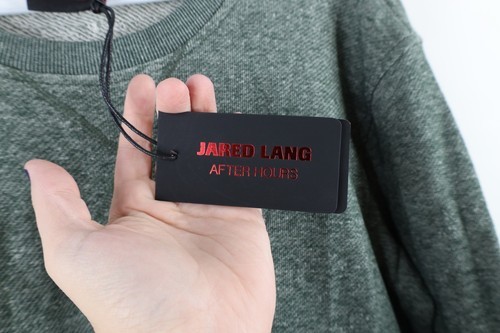 JARED LANG
AFTER HOURS